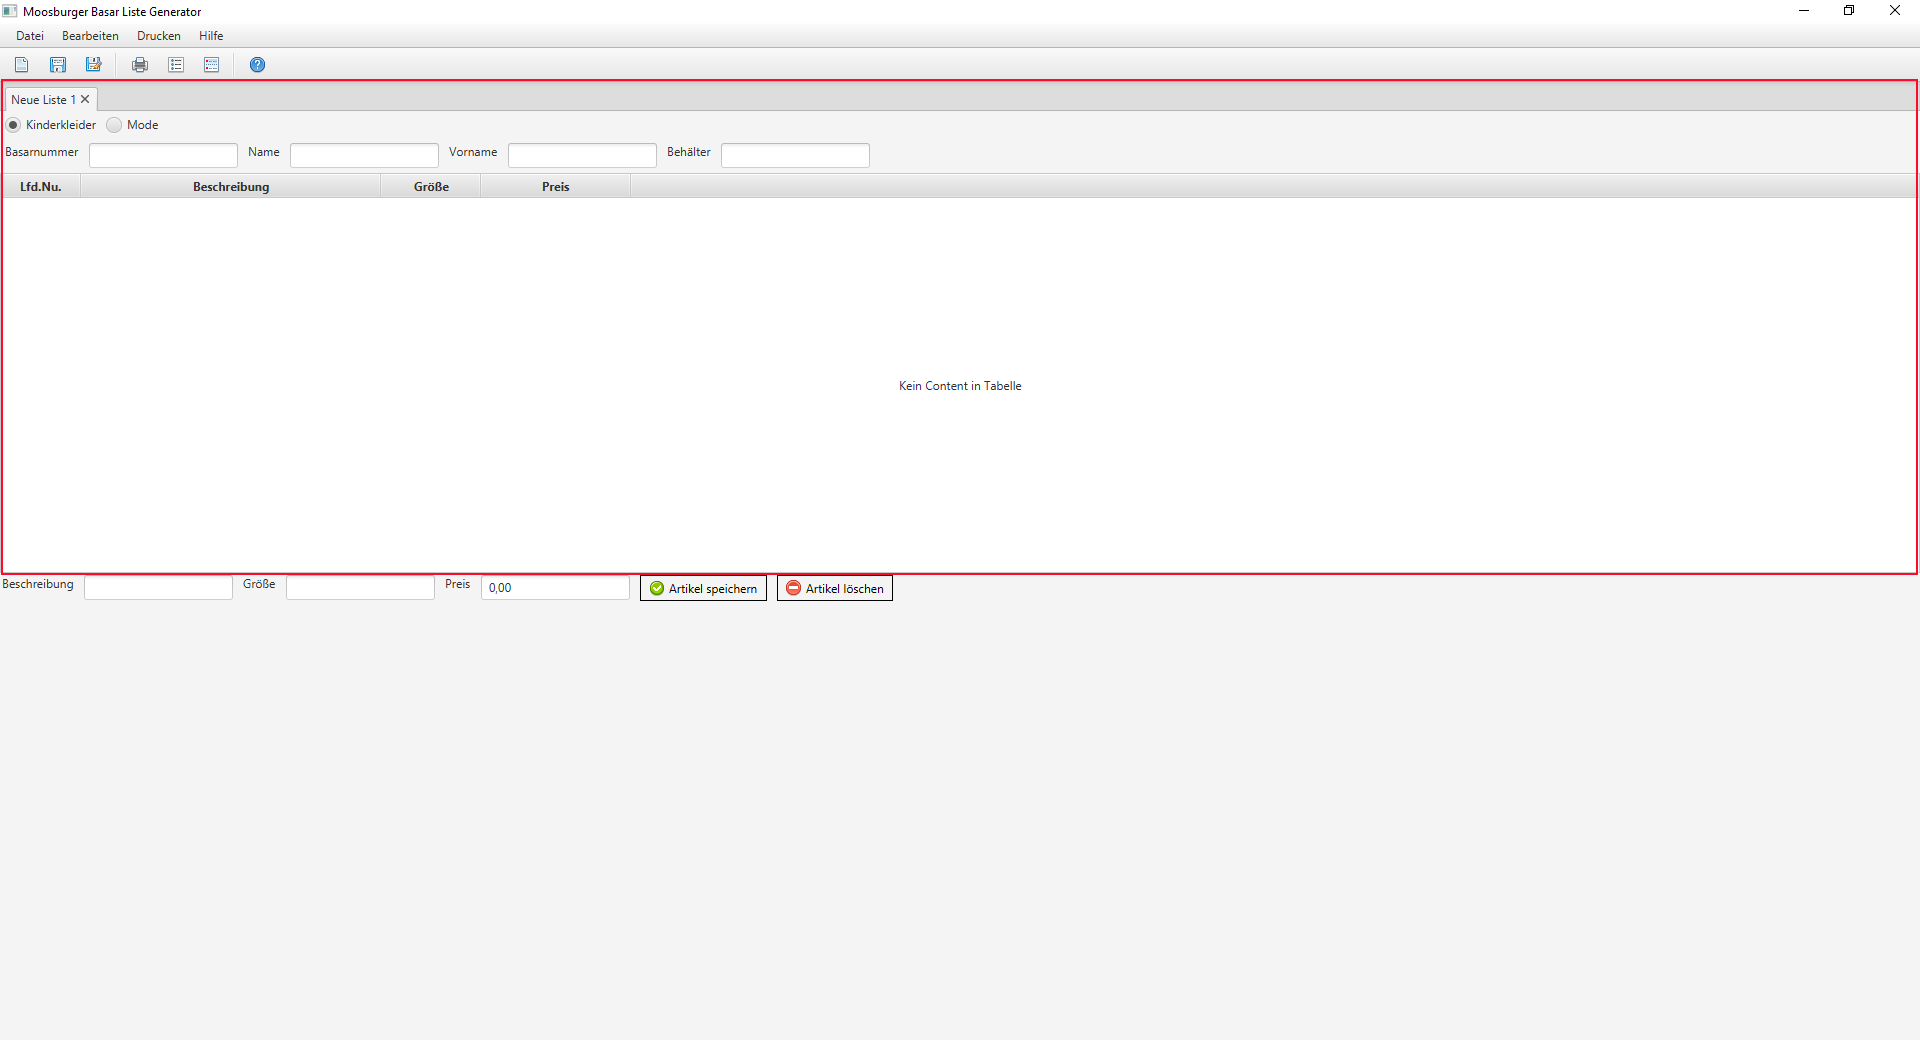 Moosburger Basar Liste Generator
Datei Bearbeiten Drucken Hilfe
Neue Liste 1
Kinderkleider Mode
Basarnummer Name Vorname Behälter
Lfd.Nu. Beschreibung Größe Preis
Kein Content in Tabelle
Beschreibung Größe Preis 0,00 Artikel speichern Artikel löschen